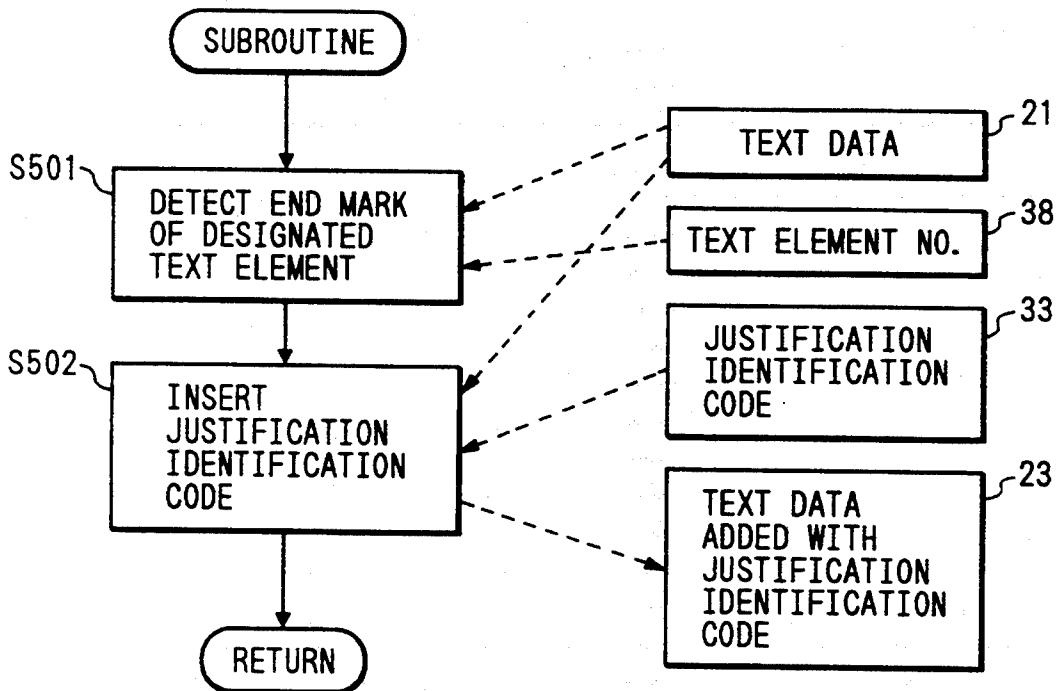 SUBROUTINE
S501
DETECT END MARK
OF DESIGNATED
TEXT ELEMENT
S502
INSERT
JUSTIFICATION
IDENTIFICATION
CODE
RETURN
21
TEXT DATA
38
TEXT ELEMENT NO.
33
JUSTIFICATION
IDENTIFICATION
CODE
23
TEXT DATA
ADDED WITH
JUSTIFICATION
IDENTIFICATION
CODE